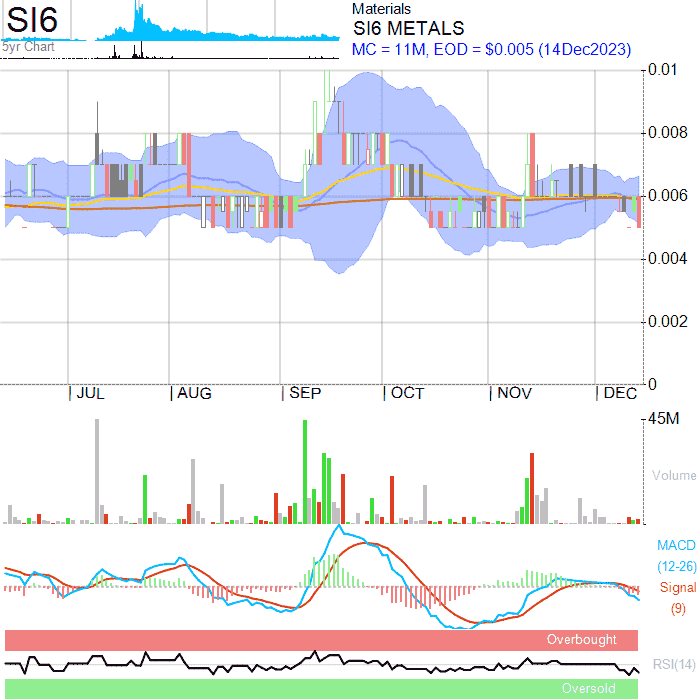 SI6
5yr Chart
Materials
SI6 METALS
MC = 11M, EOD = $0.005 (14Dec2023)
0.01
0.008
0.006
0.004
0.002
0
JUL AUG SEP OCT NOV DEC
45M
Volume
MACD
(12-26)
Signal
(9)
Overbought
RSI(14)
Oversold